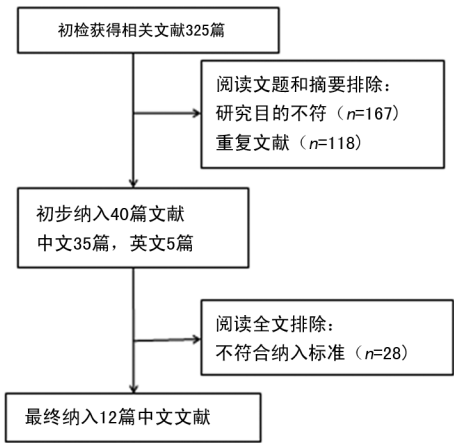 初检获得相关文献325篇
阅读文题和摘要排除：
研究目的不符（n=167）
重复文献（n=118）
初步纳入40篇文献
中文35篇，英文5篇
阅读全文排除：
不符合纳入标准（n=28）
最终纳入12篇中文文献